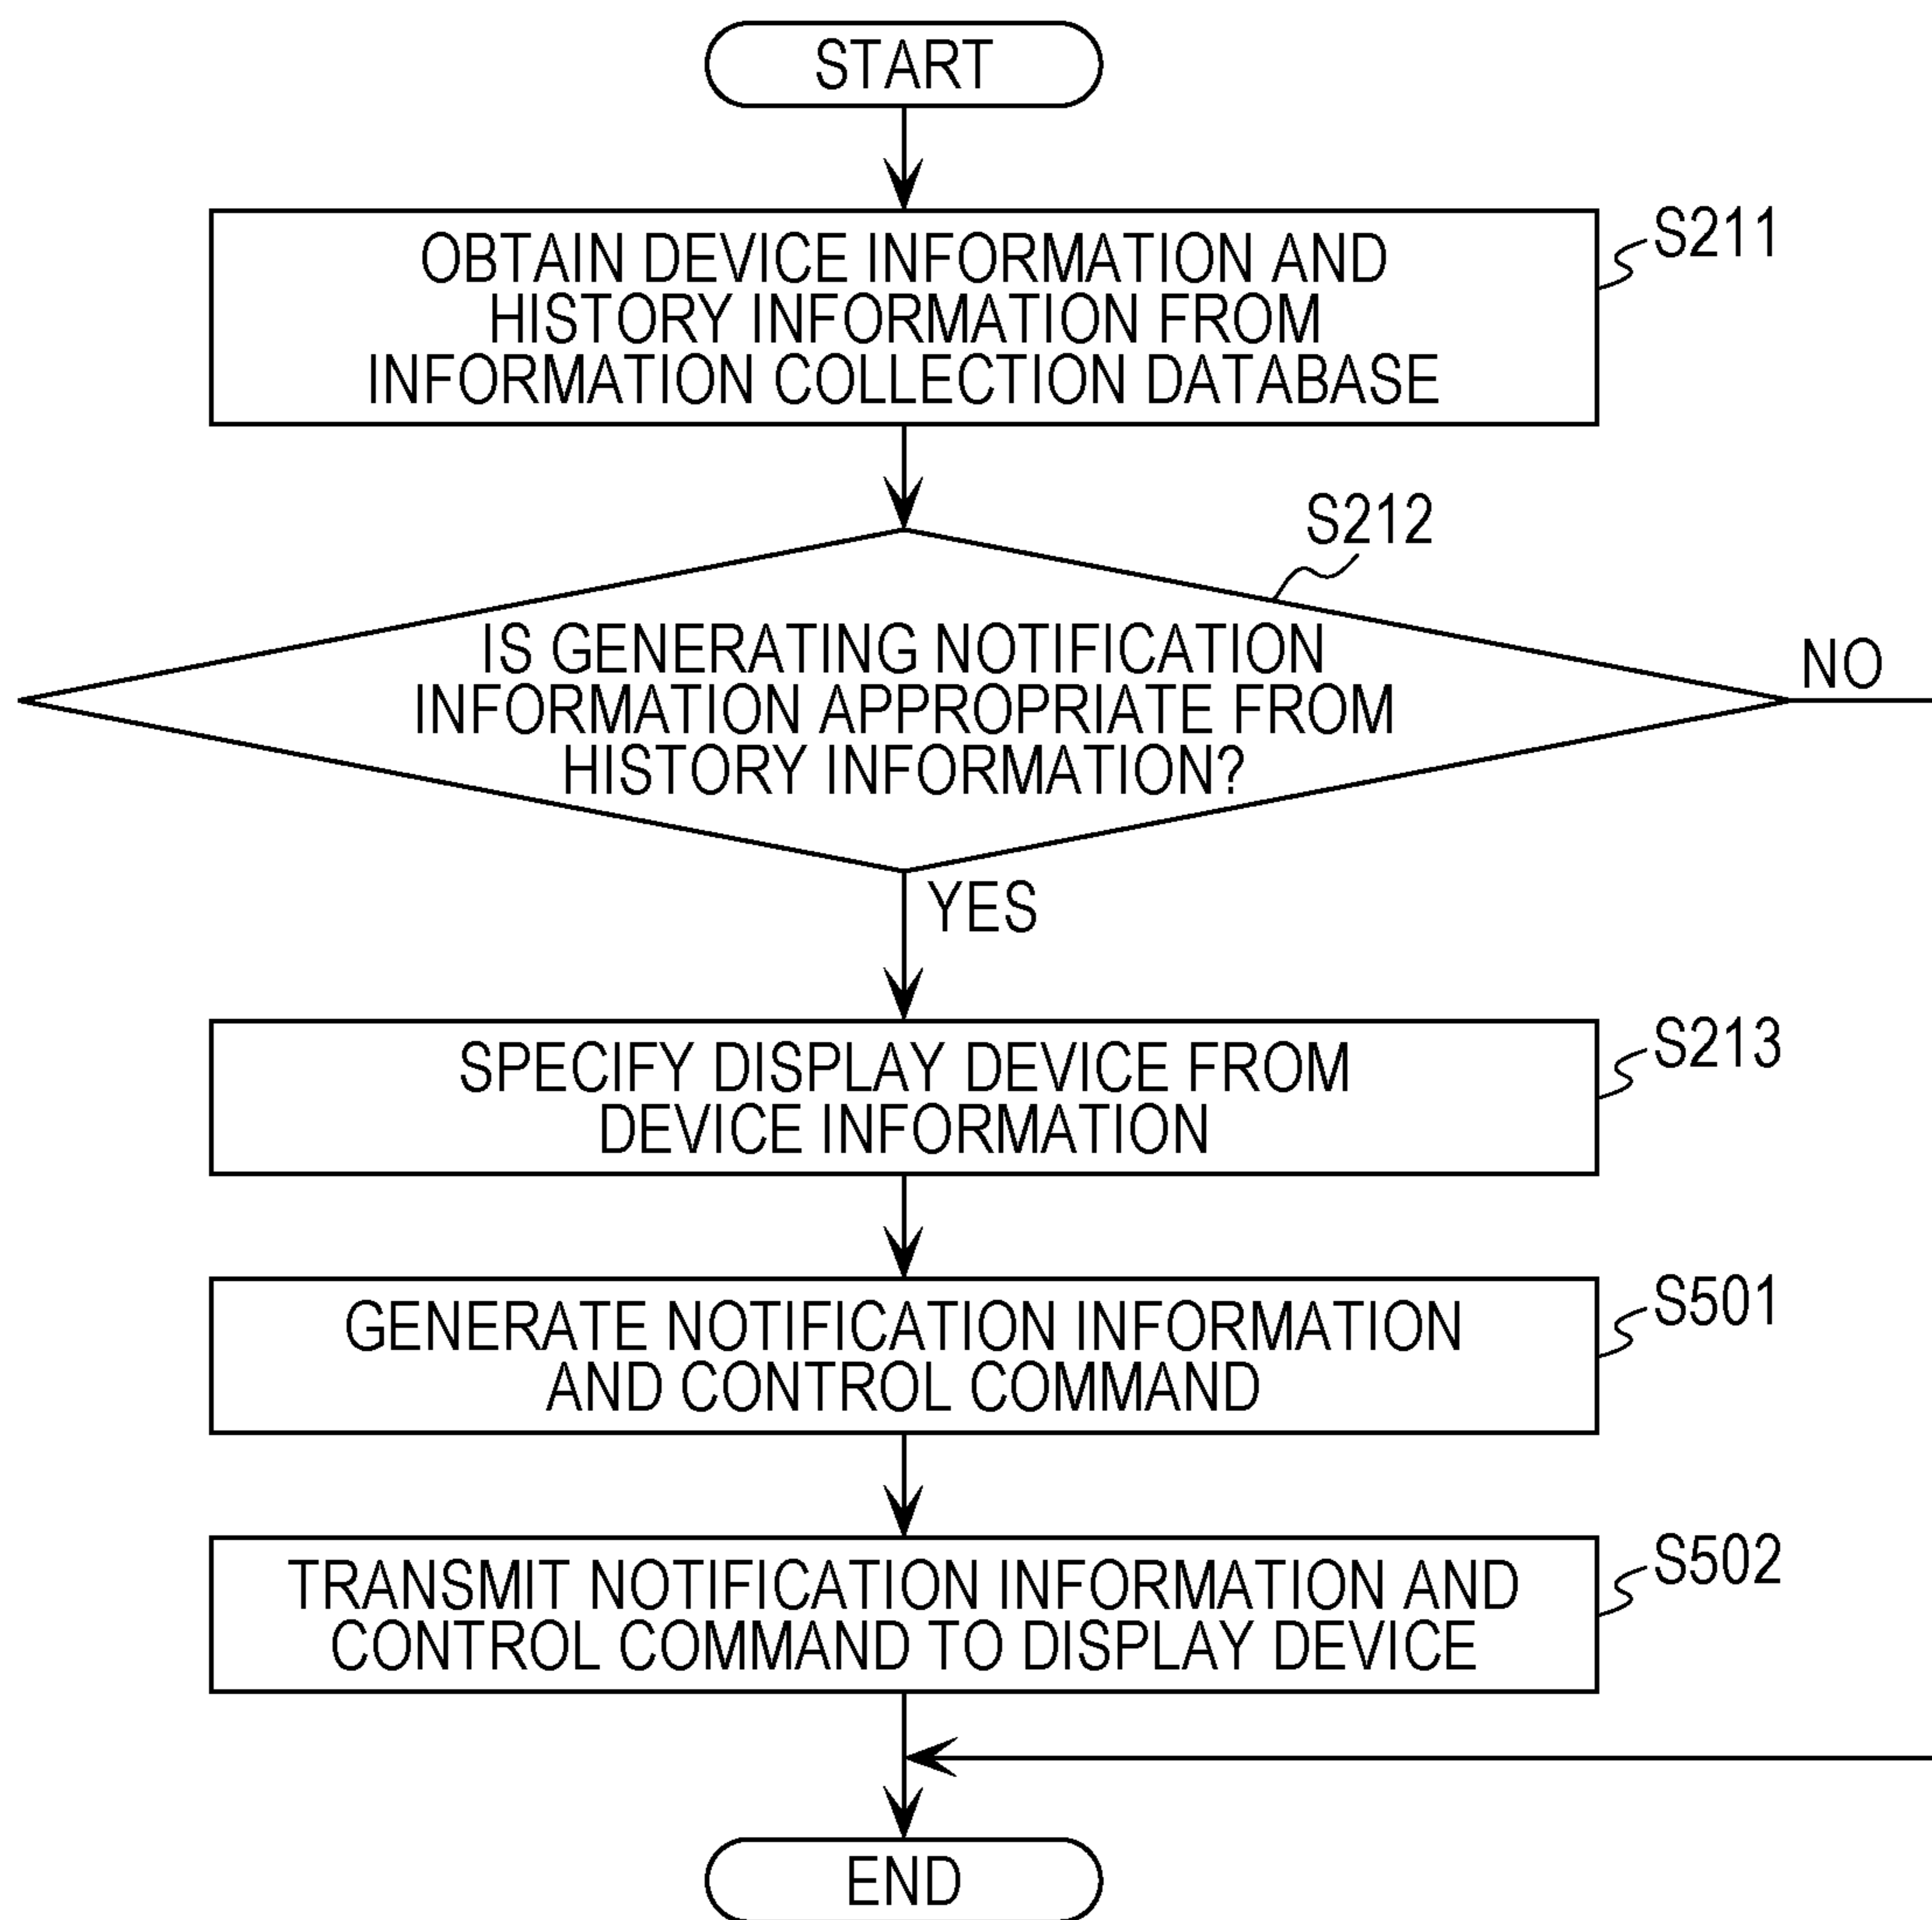 START
S211
OBTAIN DEVICE INFORMATION AND
HISTORY INFORMATION FROM
INFORMATION COLLECTION DATABASE
S212
IS GENERATING NOTIFICATION
INFORMATION APPROPRIATE FROM
HISTORY INFORMATION?
NO
YES
S213
SPECIFY DISPLAY DEVICE FROM
DEVICE INFORMATION
S501
GENERATE NOTIFICATION INFORMATION
AND CONTROL COMMAND
S502
TRANSMIT NOTIFICATION INFORMATION AND
CONTROL COMMAND TO DISPLAY DEVICE
END